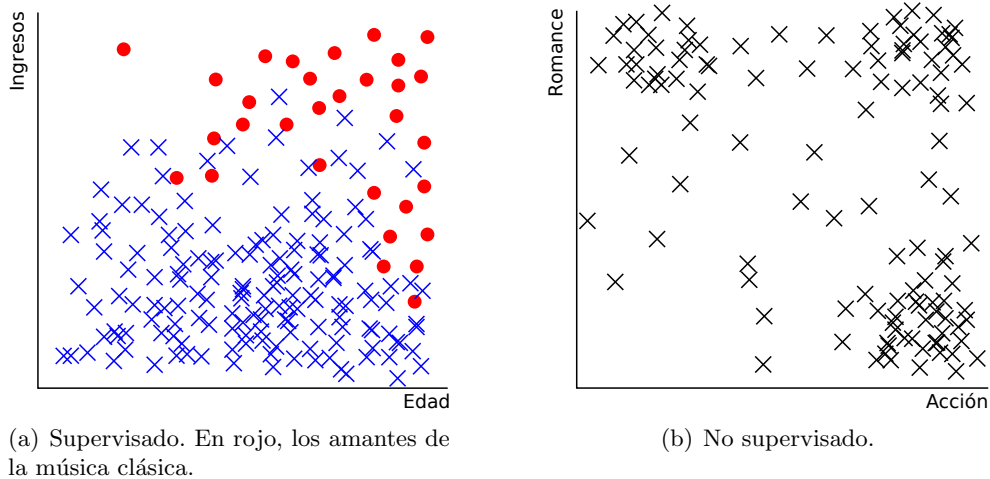 Ingresos
Edad
(a) Supervisado. En rojo, los amantes de
la música clásica.
Romance
Acción
(b) No supervisado.